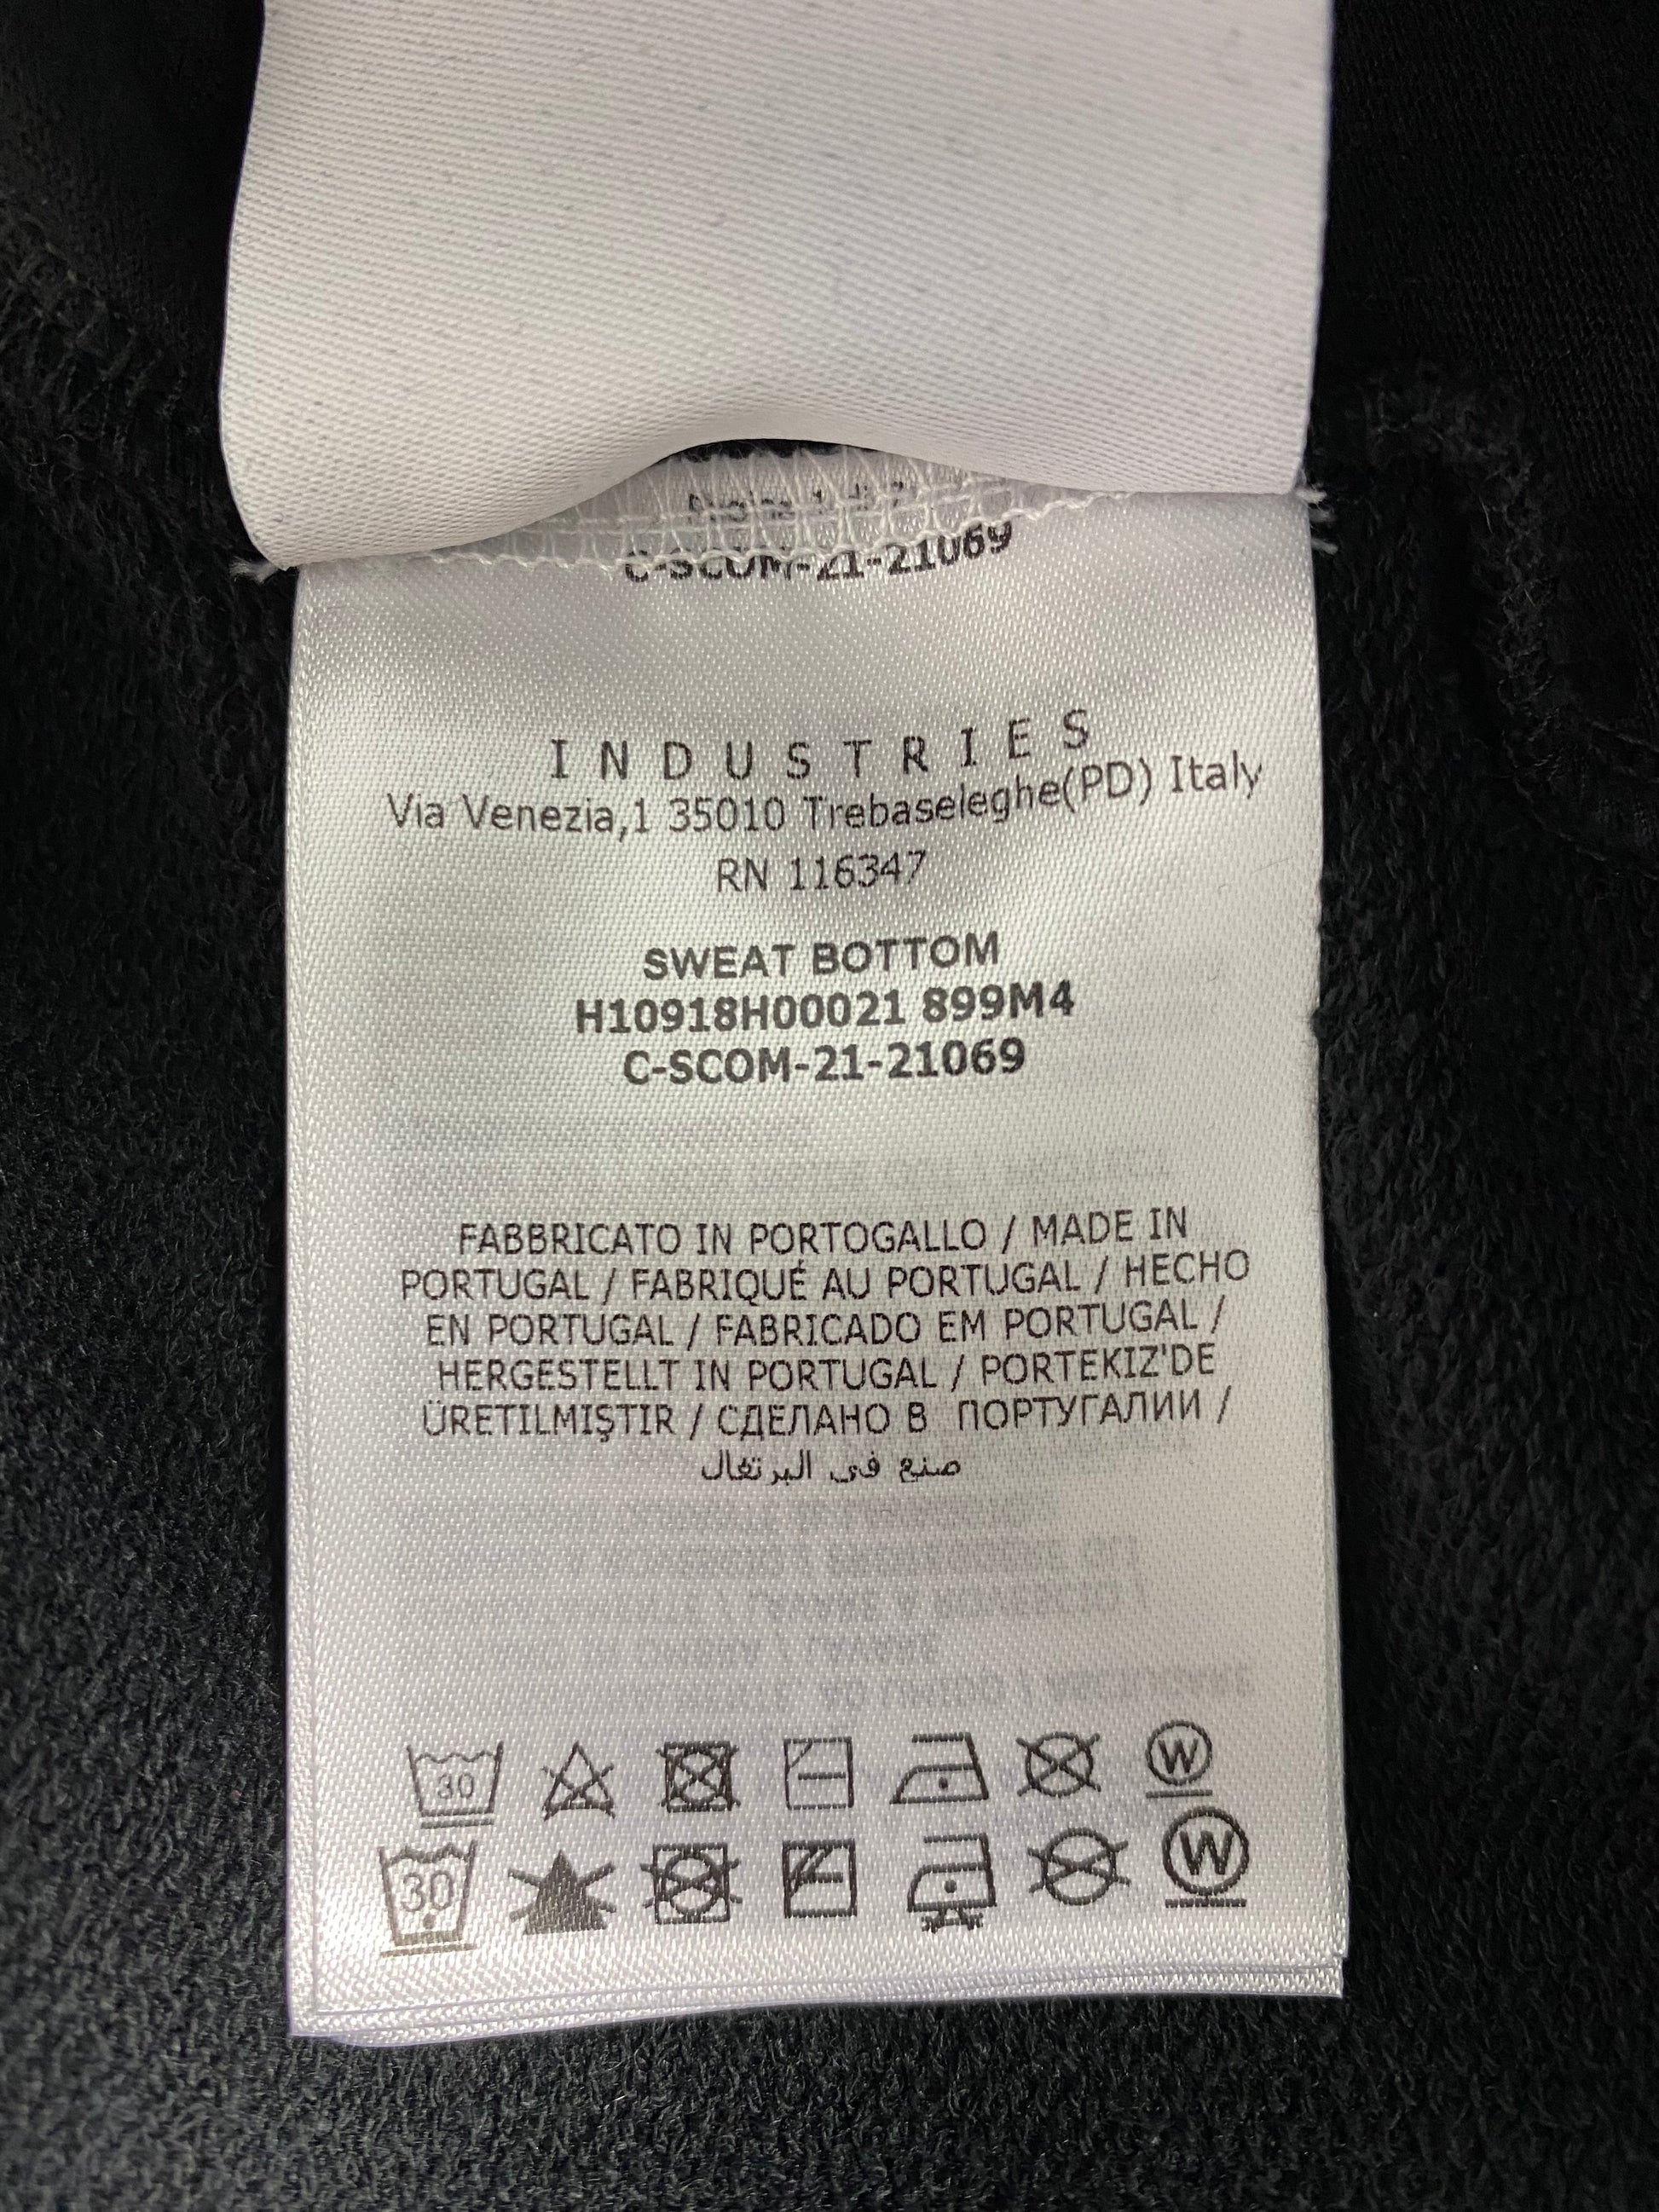 C-SCOM-21-21069
INDUSTRIES
Via Venezia,1 35010 Trebaseleghe(PD) Italy
RN 116347
SWEAT BOTTOM
H10918H00021 899M4
C-SCOM-21-21069
FABBRICATO IN PORTOGALLO / MADE IN
PORTUGAL / FABRIQUÉ AU PORTUGAL / HECHO
EN PORTUGAL / FABRICADO EM PORTUGAL /
HERGESTELLT IN PORTUGAL / PORTEKIZ'DE
ÜRETILMIŞTIR / СДЕЛАНО В ПОРТУГАЛИИ /
صنع في البرتغال
30 W
30 W